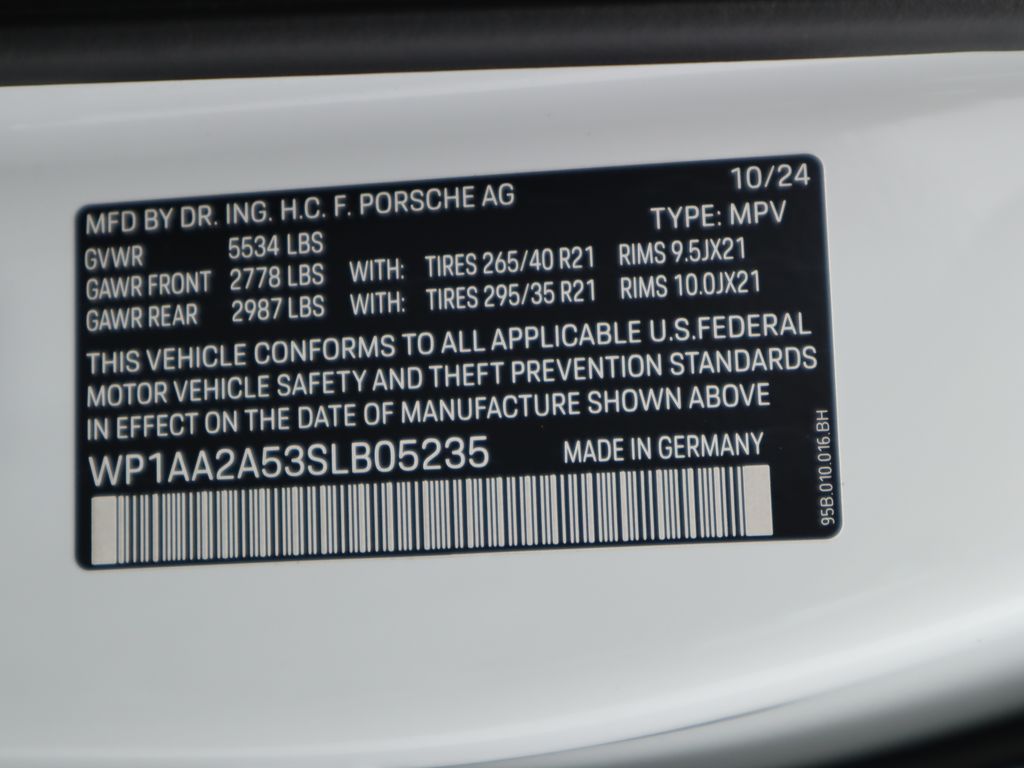 MFD BY DR. ING. H.C. F. PORSCHE AG 10/24
GVWR 5534 LBS TYPE: MPV
GAWR FRONT 2778 LBS WITH: TIRES 265/40 R21 RIMS 9.5JX21
GAWR REAR 2987 LBS WITH: TIRES 295/35 R21 RIMS 10.0JX21
THIS VEHICLE CONFORMS TO ALL APPLICABLE U.S.FEDERAL
MOTOR VEHICLE SAFETY AND THEFT PREVENTION STANDARDS
IN EFFECT ON THE DATE OF MANUFACTURE SHOWN ABOVE
WP1AA2A53SLB05235 MADE IN GERMANY
95B.010.016.BH